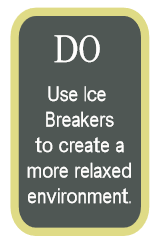 DO
Use Ice
Breakers
to create a
more relaxed
environment.